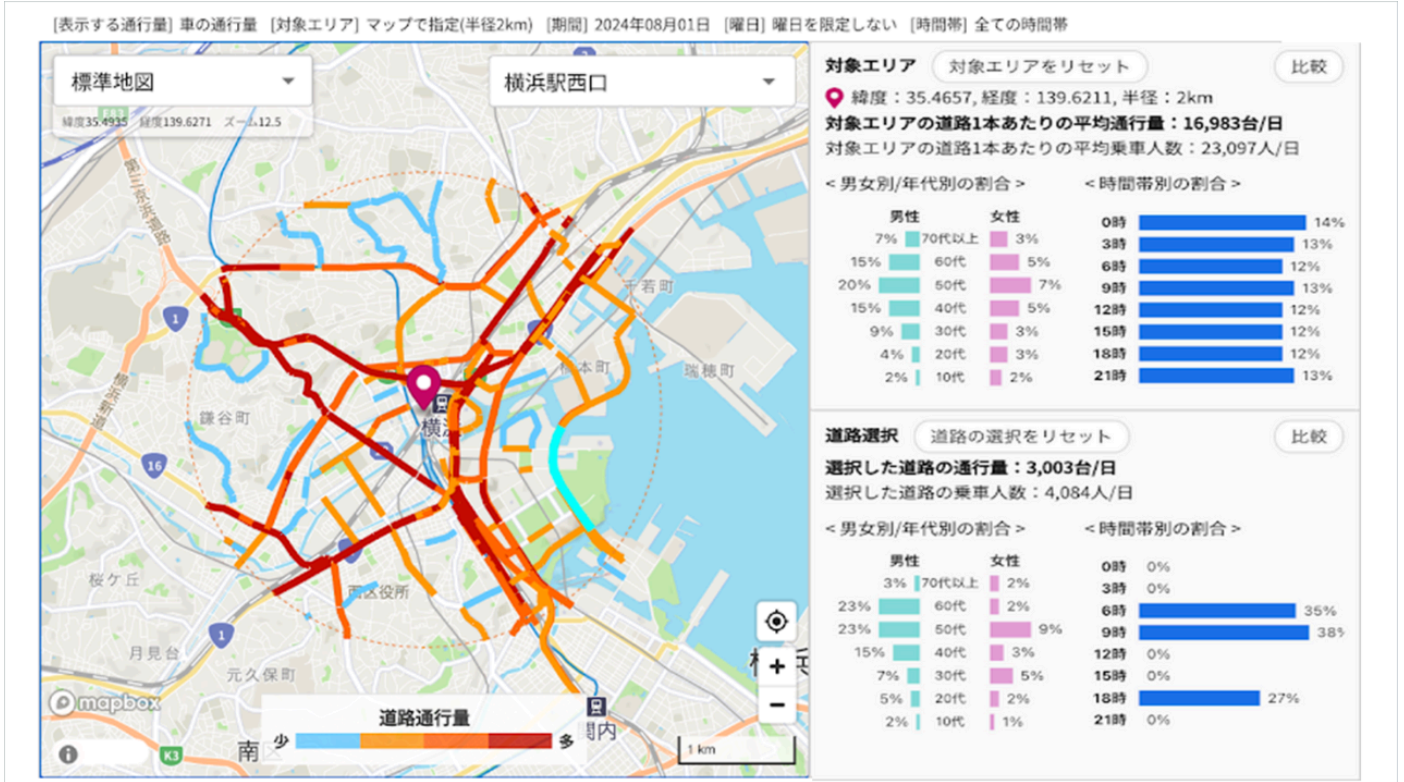 [表示する通行量] 車の通行量 [対象エリア] マップで指定(半径2km) [期間] 2024年08月01日 [曜日] 曜日を限定しない [時間帯] 全ての時間帯
標準地図
横浜駅西口
緯度35.4935 経度139.6271 ズーム12.5
第三京浜道路
1
千若町
瑞穂町
横浜新道
鎌谷町
16
桜ケ丘
西区役所
1
月見台
元久保町
mapbox
道路通行量
少 多
K3
南
1 km
対象エリア 対象エリアをリセット 比較
緯度：35.4657, 経度：139.6211, 半径：2km
対象エリアの道路1本あたりの平均通行量：16,983台/日
対象エリアの道路1本あたりの平均乗車人数：23,097人/日
<男女別/年代別の割合> <時間帯別の割合>
男性 女性
7% 70代以上 3%
15% 60代 5%
20% 50代 7%
15% 40代 5%
9% 30代 3%
4% 20代 3%
2% 10代 2%
0時 14%
3時 13%
6時 12%
9時 13%
12時 12%
15時 12%
18時 12%
21時 13%
道路選択 道路の選択をリセット 比較
選択した道路の通行量：3,003台/日
選択した道路の乗車人数：4,084人/日
<男女別/年代別の割合> <時間帯別の割合>
男性 女性
3% 70代以上 2%
23% 60代 2%
23% 50代 9%
15% 40代 3%
7% 30代 5%
5% 20代 2%
2% 10代 1%
0時 0%
3時 0%
6時 35%
9時 38%
12時 0%
15時 0%
18時 27%
21時 0%